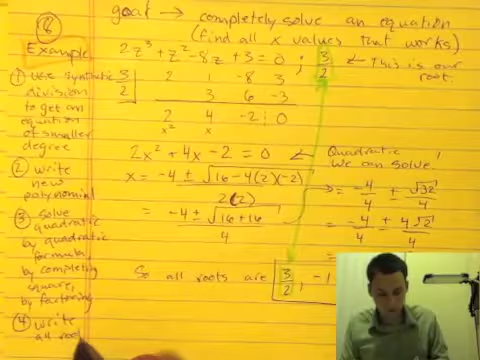 18
goal → completely solve an equation
(find all x values that works)
Example
2z³ + z² - 8z + 3 = 0 ; 3/2 ← This is our root.
① Use synthetic
division
to get an
equation
of smaller
degree
3/2 2 1 -8 3
3 6 -3
2 4 -2 0
x² x
2x² + 4x - 2 = 0 ← Quadratic
we can solve!
② write
new
polynomial
x = -4 ± √16 - 4(2)(-2)
2(2)
= -4 ± √16 + 16
4
= -4/4 ± √32/4
= -4/4 ± 4√2/4
=
③ solve
quadratic
by quadratic
formula,
by completing
square,
by factoring
So all roots are 3/2, -1
④ write
all